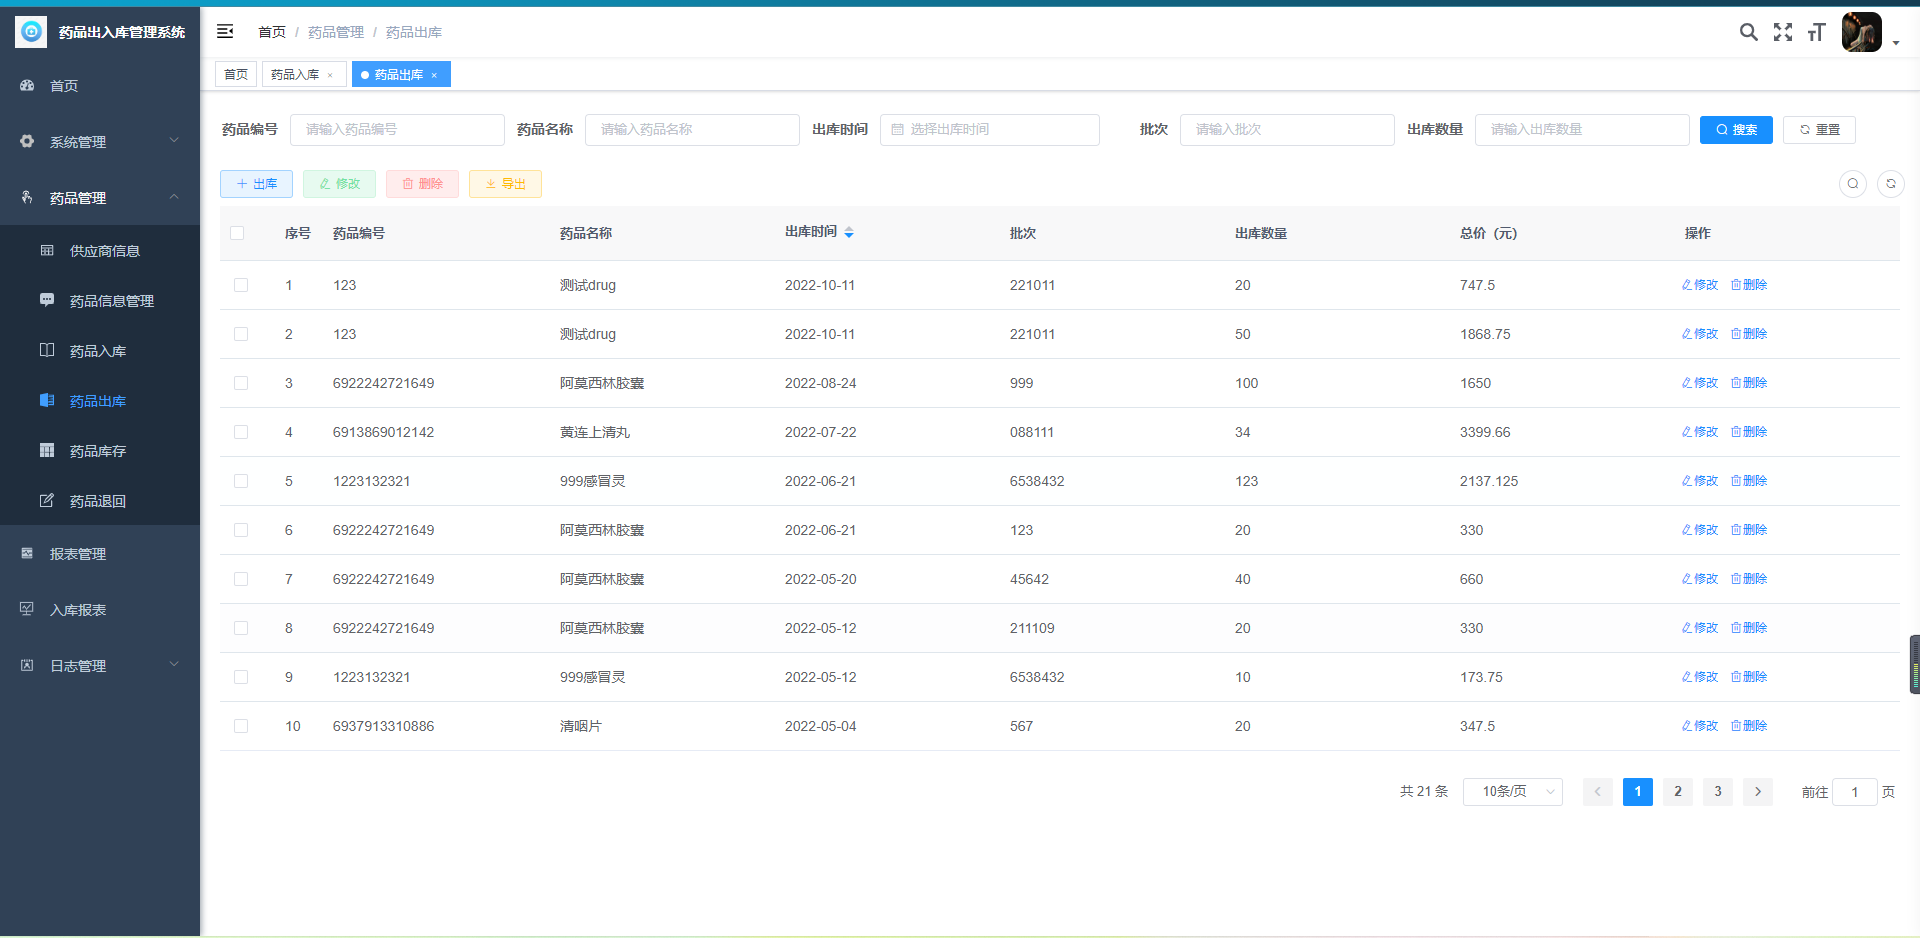 药品出入库管理系统
首页 / 药品管理 / 药品出库
首页
系统管理
药品管理
供应商信息
药品信息管理
药品入库
药品出库
药品库存
药品退回
报表管理
入库报表
日志管理
首页 药品入库 × 药品出库 ×
药品编号 请输入药品编号 药品名称 请输入药品名称 出库时间 选择出库时间 批次 请输入批次 出库数量 请输入出库数量 搜索 重置
出库 修改 删除 导出
序号 药品编号 药品名称 出库时间 批次 出库数量 总价（元） 操作
1 123 测试drug 2022-10-11 221011 20 747.5 修改 删除
2 123 测试drug 2022-10-11 221011 50 1868.75 修改 删除
3 6922242721649 阿莫西林胶囊 2022-08-24 999 100 1650 修改 删除
4 6913869012142 黄连上清丸 2022-07-22 088111 34 3399.66 修改 删除
5 1223132321 999感冒灵 2022-06-21 6538432 123 2137.125 修改 删除
6 6922242721649 阿莫西林胶囊 2022-06-21 123 20 330 修改 删除
7 6922242721649 阿莫西林胶囊 2022-05-20 45642 40 660 修改 删除
8 6922242721649 阿莫西林胶囊 2022-05-12 211109 20 330 修改 删除
9 1223132321 999感冒灵 2022-05-12 6538432 10 173.75 修改 删除
10 6937913310886 清咽片 2022-05-04 567 20 347.5 修改 删除
共 21 条 10条/页 1 2 3 前往 1 页